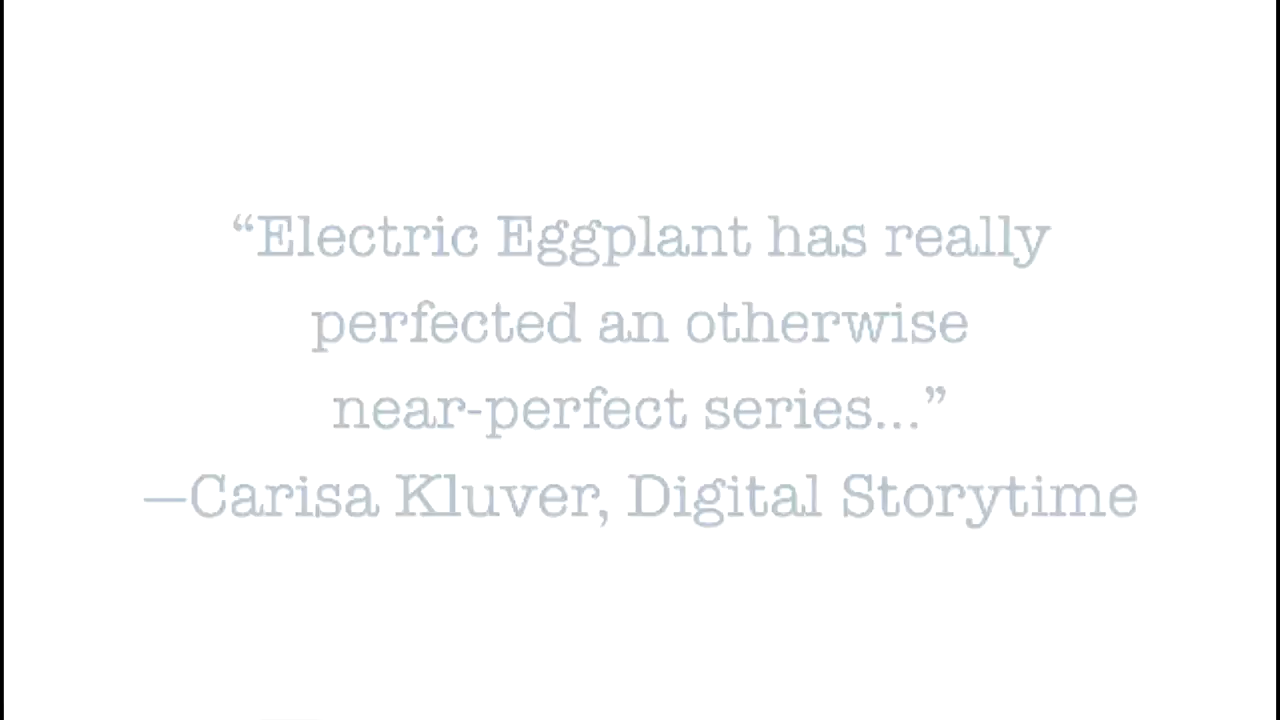 “Electric Eggplant has really
perfected an otherwise
near-perfect series...”
—Carisa Kluver, Digital Storytime